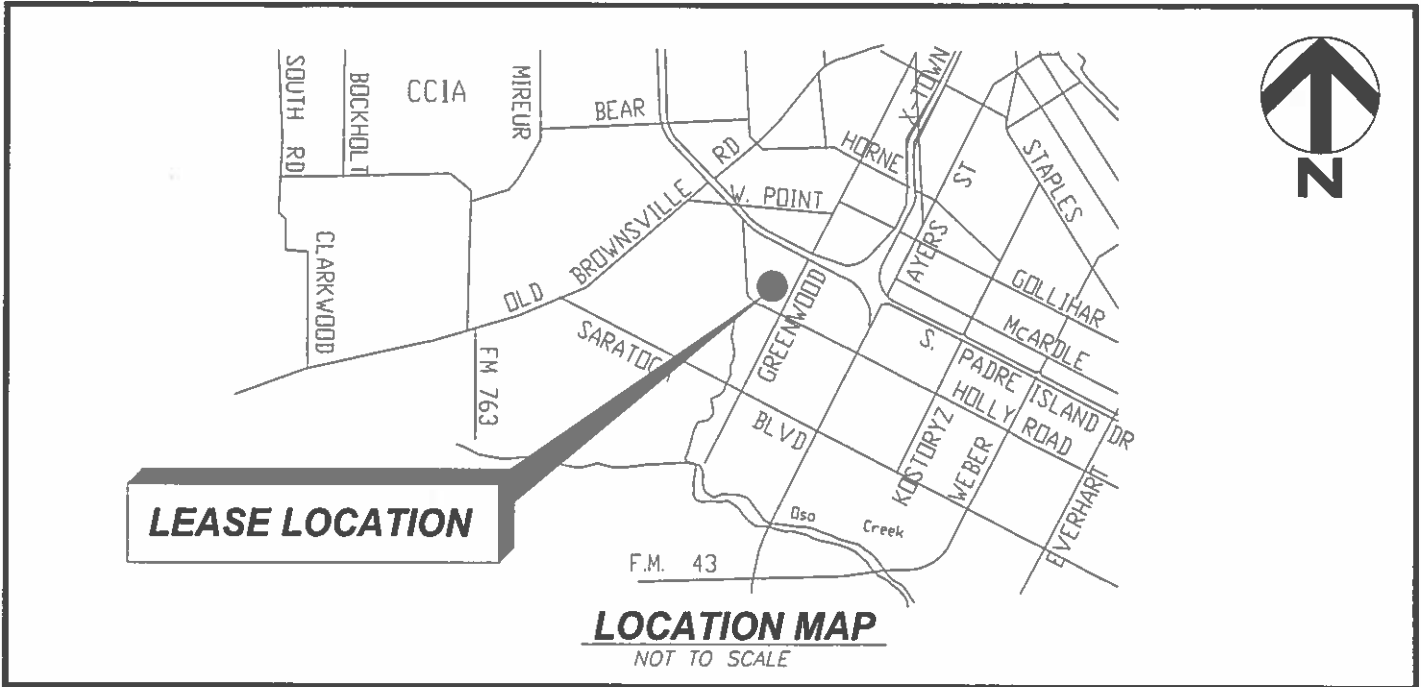 SOUTH RD
BOCKHOLT
CCIA
MIREUR
BEAR
RD
HORNE
X-TOWN
ST
STAPLES
N
W. POINT
CLARKWOOD
OLD
BROWNSVILLE
AYERS
GREENWOOD
GOLLIHAR
McARDLE
SARATOG
FM 763
S.
PADRE
ISLAND
DR
HOLLY
ROAD
BLVD
KOSTORYZ
WEBER
EVERHART
LEASE LOCATION
Oso
Creek
F.M. 43
LOCATION MAP
NOT TO SCALE